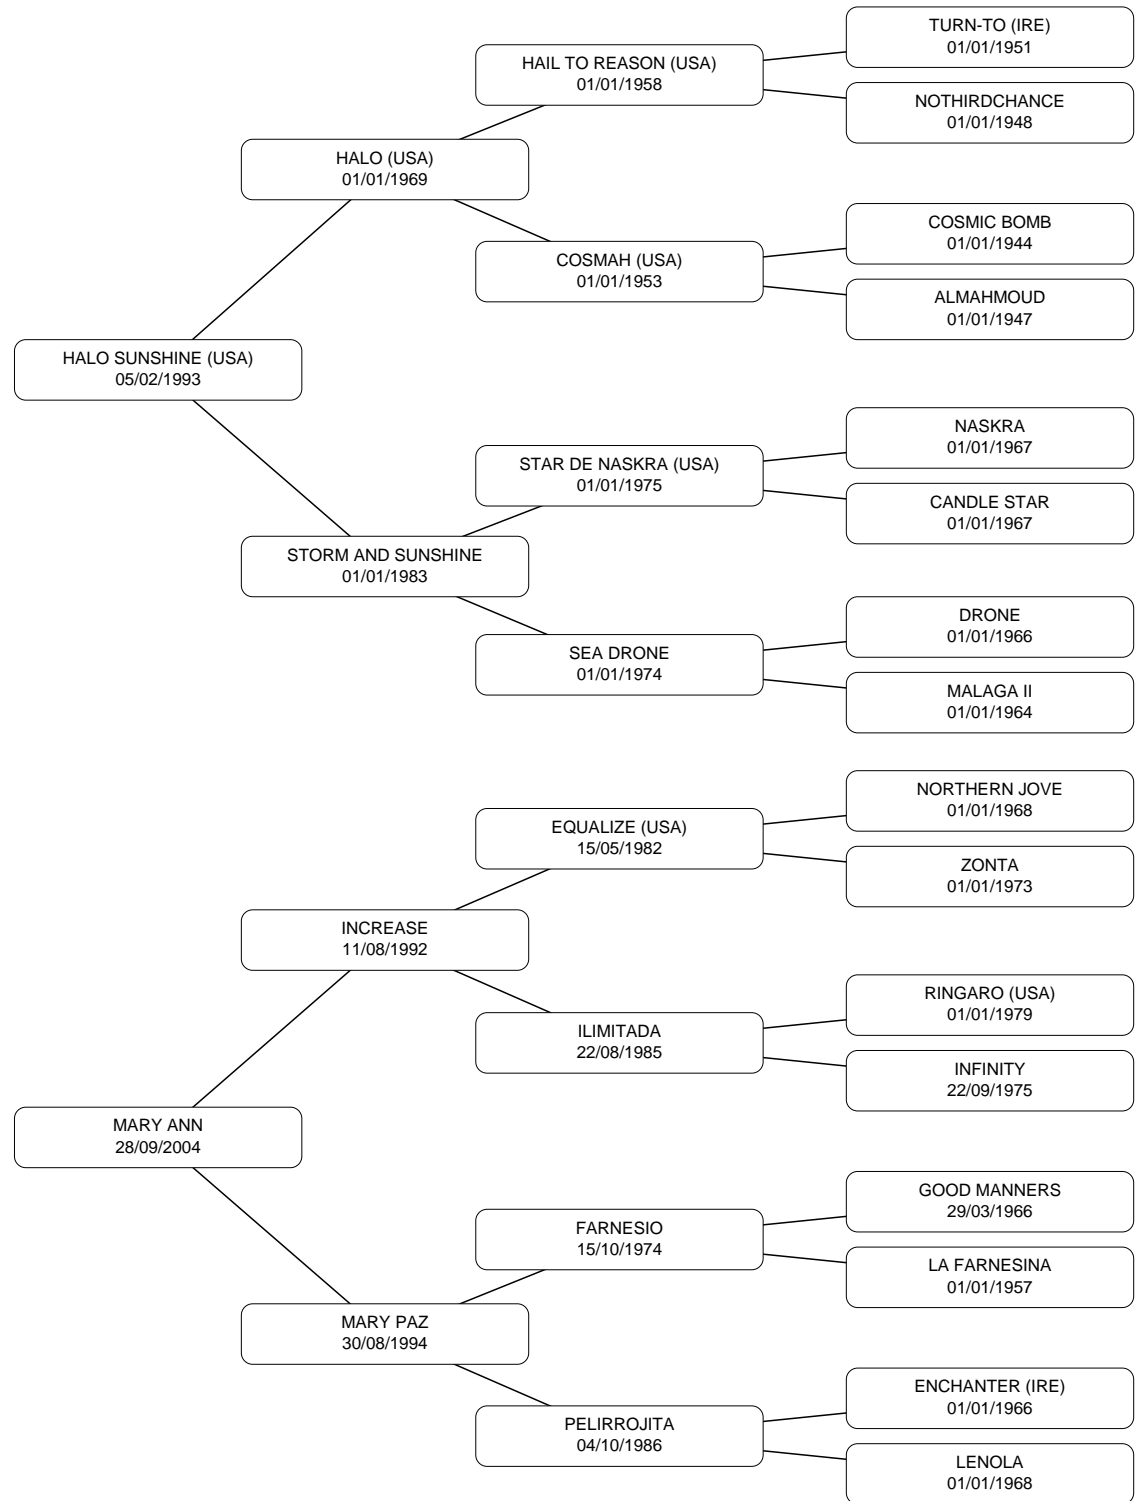 TURN-TO (IRE)
01/01/1951
HAIL TO REASON (USA)
01/01/1958
NOTHIRDCHANCE
01/01/1948
HALO (USA)
01/01/1969
COSMIC BOMB
01/01/1944
COSMAH (USA)
01/01/1953
ALMAHMOUD
01/01/1947
HALO SUNSHINE (USA)
05/02/1993
NASKRA
01/01/1967
STAR DE NASKRA (USA)
01/01/1975
CANDLE STAR
01/01/1967
STORM AND SUNSHINE
01/01/1983
DRONE
01/01/1966
SEA DRONE
01/01/1974
MALAGA II
01/01/1964
NORTHERN JOVE
01/01/1968
EQUALIZE (USA)
15/05/1982
ZONTA
01/01/1973
INCREASE
11/08/1992
RINGARO (USA)
01/01/1979
ILIMITADA
22/08/1985
INFINITY
22/09/1975
MARY ANN
28/09/2004
GOOD MANNERS
29/03/1966
FARNESIO
15/10/1974
LA FARNESINA
01/01/1957
MARY PAZ
30/08/1994
ENCHANTER (IRE)
01/01/1966
PELIRROJITA
04/10/1986
LENOLA
01/01/1968